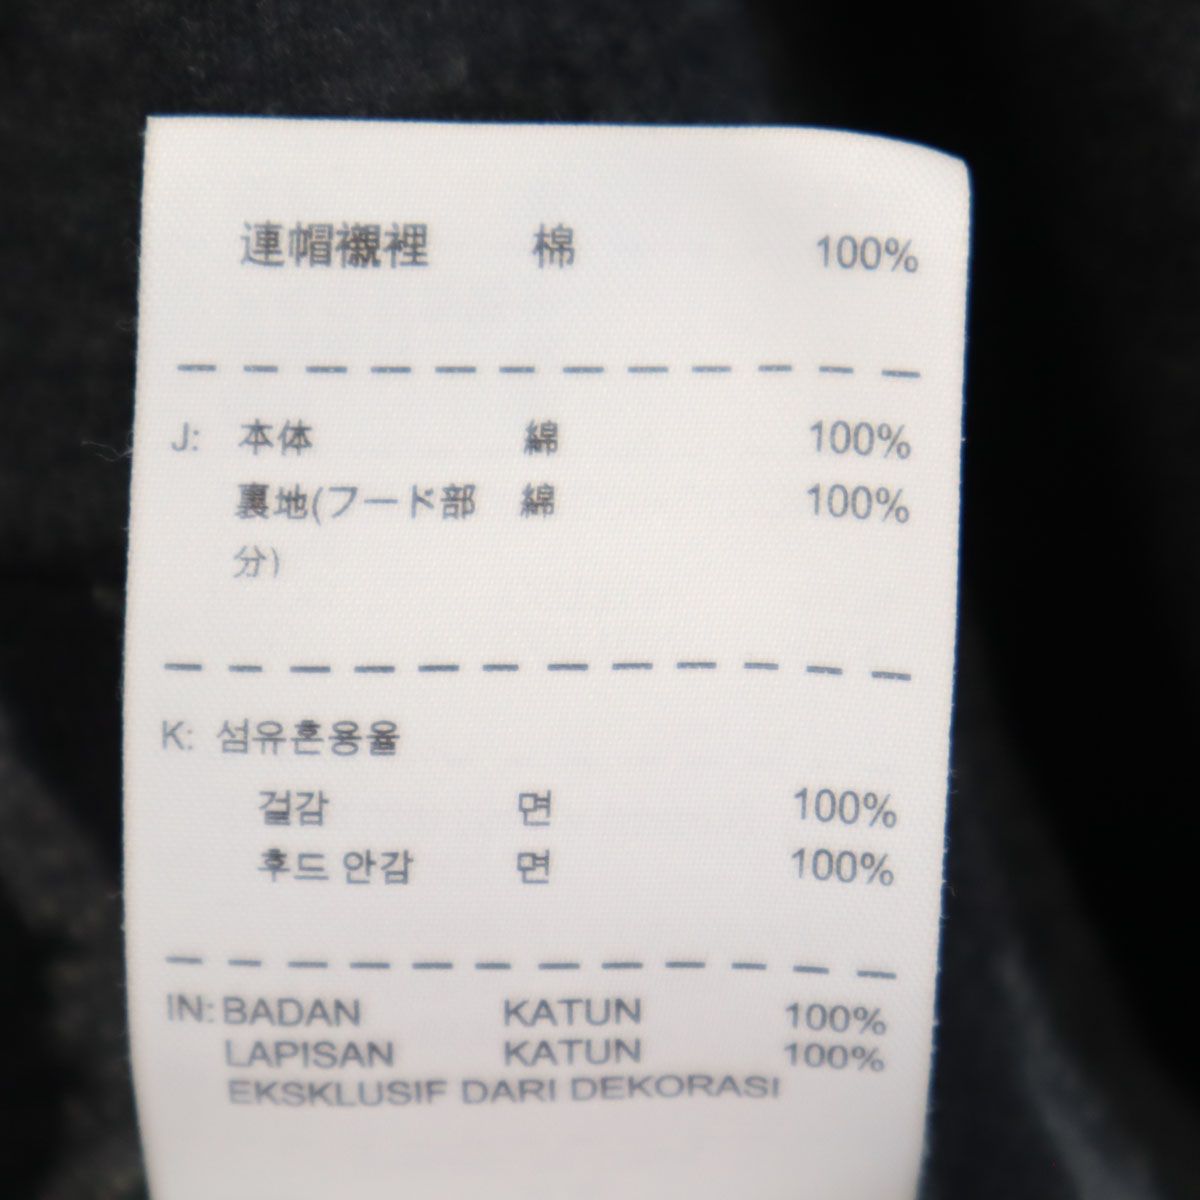 連帽襯裡 棉 100%
J: 本体 綿 100%
裏地(フード部 綿 100%
分)
K: 섬유혼용율
겉감 면 100%
후드 안감 면 100%
IN: BADAN KATUN 100%
LAPISAN KATUN 100%
EKSKLUSIF DARI DEKORASI